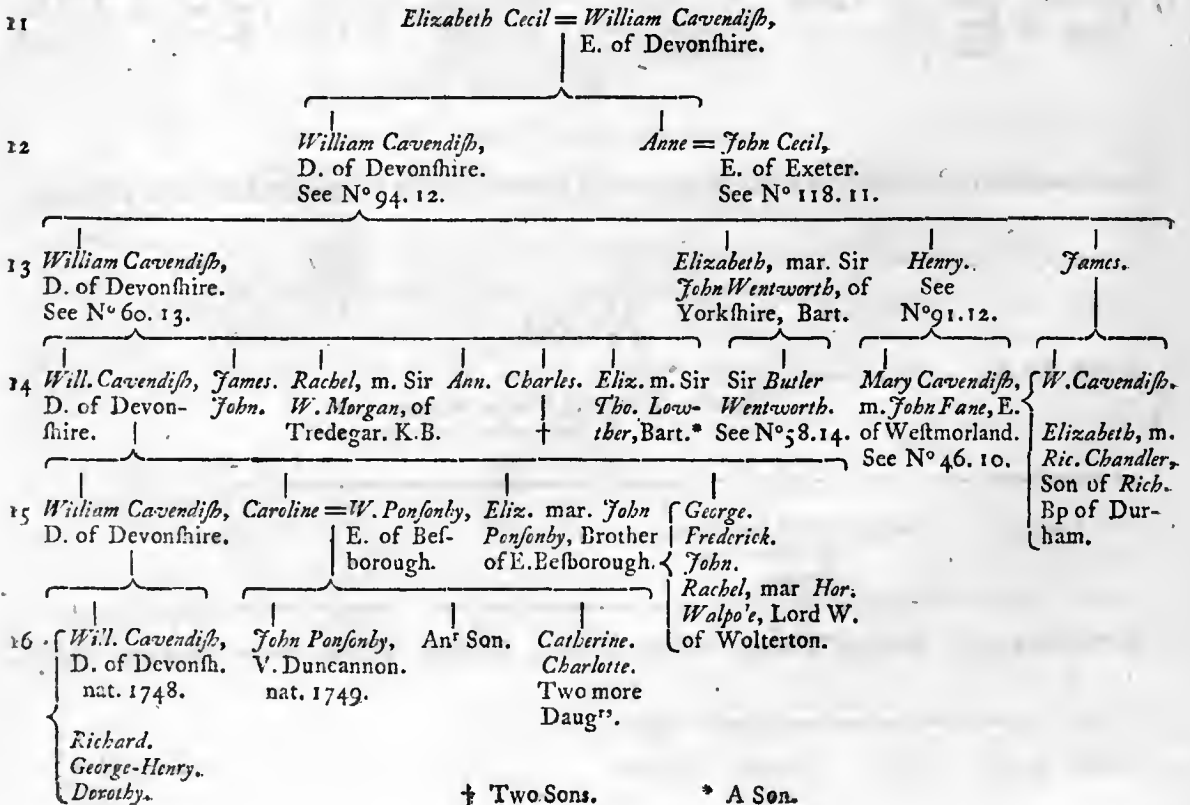 11 Elizabeth Cecil = William Cavendiſh,
E. of Devonſhire.
12 William Cavendiſh, Anne = John Cecil,
D. of Devonſhire. E. of Exeter.
See Nº 94. 12. See Nº 118. 11.
13 William Cavendiſh, Elizabeth, mar. Sir Henry. James.
D. of Devonſhire. John Wentworth, of See
See Nº 60. 13. Yorkſhire, Bart. Nº 91. 12.
14 Will. Cavendiſh, James. Rachel, m. Sir Ann. Charles. Eliz. m. Sir Sir Butler Mary Cavendiſh, W. Cavendiſh.
D. of Devon- John. W. Morgan, of Tho. Low- Wentworth. m. John Fane, E.
ſhire. Tredegar. K.B. † ther, Bart.* See Nº 58. 14. of Weſtmorland. Elizabeth, m.
See Nº 46. 10. Ric. Chandler,
Son of Rich.
15 William Cavendiſh, Caroline = W. Ponſonby, Eliz. mar. John George. Bp of Dur-
D. of Devonſhire. E. of Beſ- Ponſonby, Brother Frederick. ham.
borough. of E. Beſborough. John.
Rachel, mar Hor.
Walpo'e, Lord W.
16 Will. Cavendiſh, John Ponſonby, Anʳ Son. Catherine. of Wolterton.
D. of Devonſh. V. Duncannon. Charlotte.
nat. 1748. nat. 1749. Two more
Daugʳˢ.
Richard.
George-Henry.
Dorothy.
† Two Sons. * A Son.